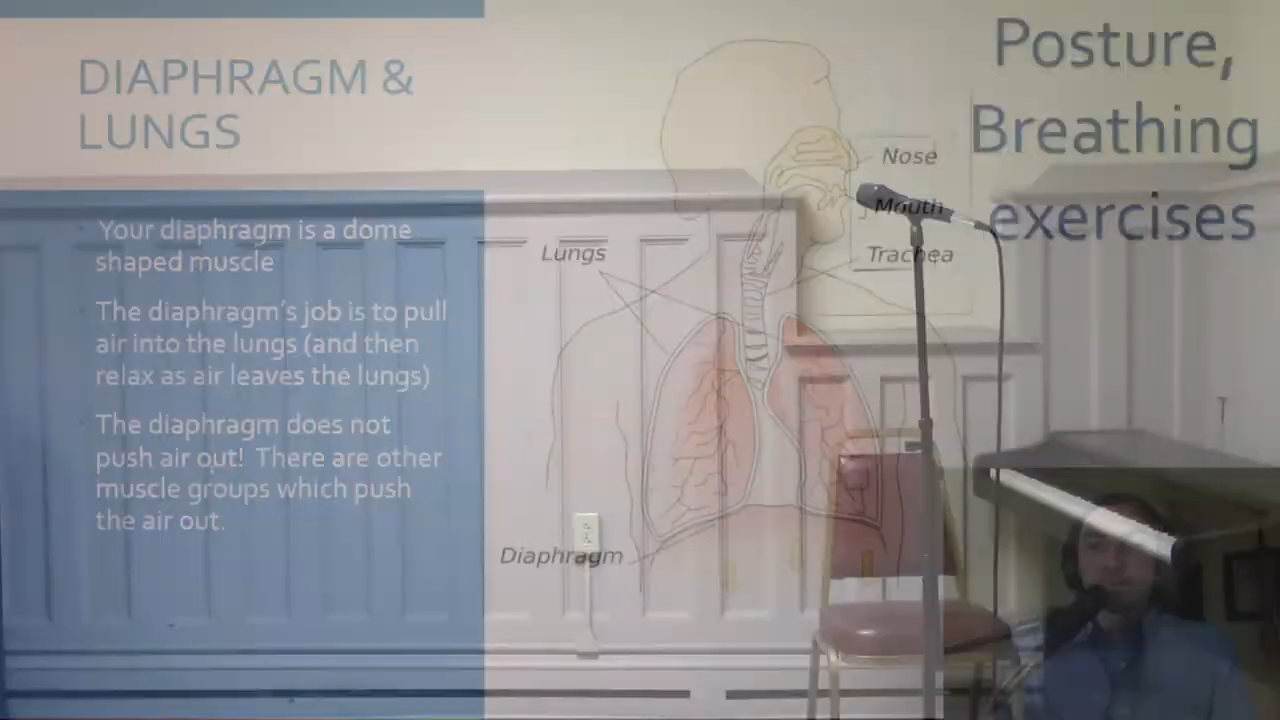 DIAPHRAGM &
LUNGS
Your diaphragm is a dome
shaped muscle
The diaphragm's job is to pull
air into the lungs (and then
relax as air leaves the lungs)
The diaphragm does not
push air out! There are other
muscle groups which push
the air out.
Nose
Mouth
Trachea
Lungs
Diaphragm
Posture,
Breathing
exercises